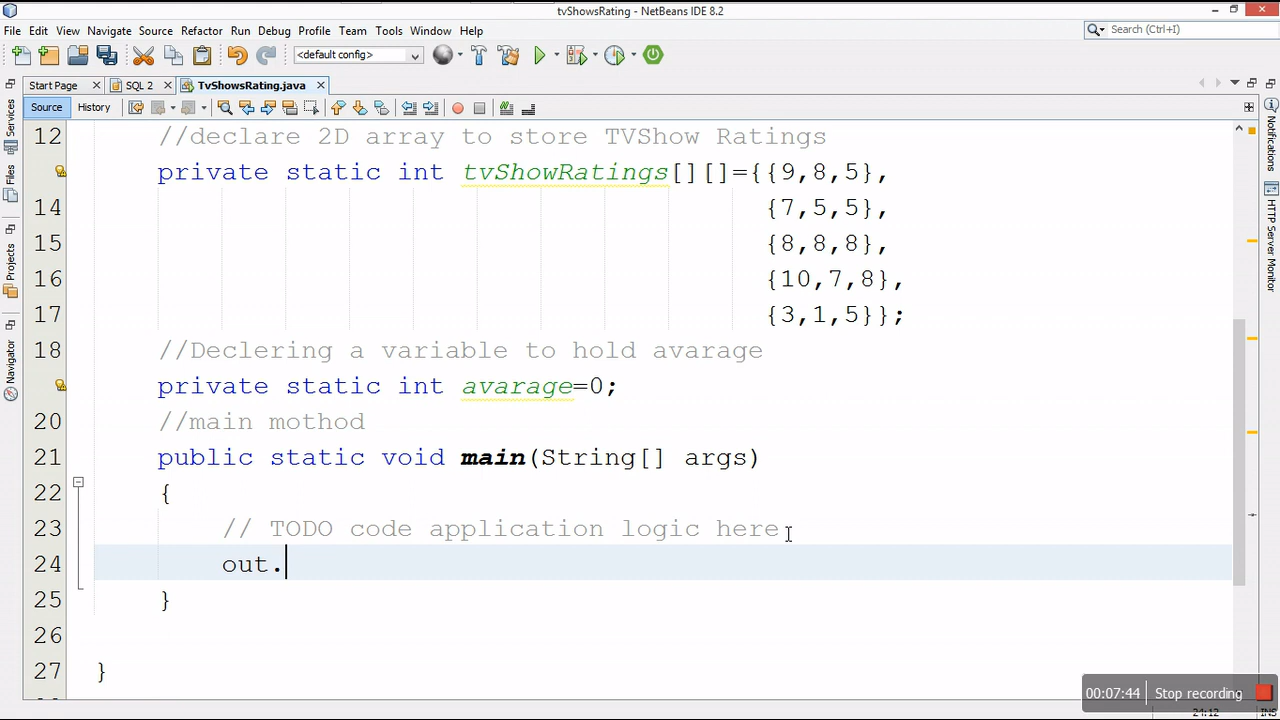 tvShowsRating - NetBeans IDE 8.2
File Edit View Navigate Source Refactor Run Debug Profile Team Tools Window Help
Search (Ctrl+I)
<default config>
Start Page SQL 2 TvShowsRating.java
Source History
Services
Files
Projects
Navigator
Notifications
HTTP Server Monitor
12 //declare 2D array to store TVShow Ratings
private static int tvShowRatings[][]={{9,8,5},
14 {7,5,5},
15 {8,8,8},
16 {10,7,8},
17 {3,1,5}};
18 //Declering a variable to hold avarage
private static int avarage=0;
20 //main mothod
21 public static void main(String[] args)
22 {
23 // TODO code application logic here
24 out.
25 }
26
27 }
00:07:44 Stop recording
24:12 INS